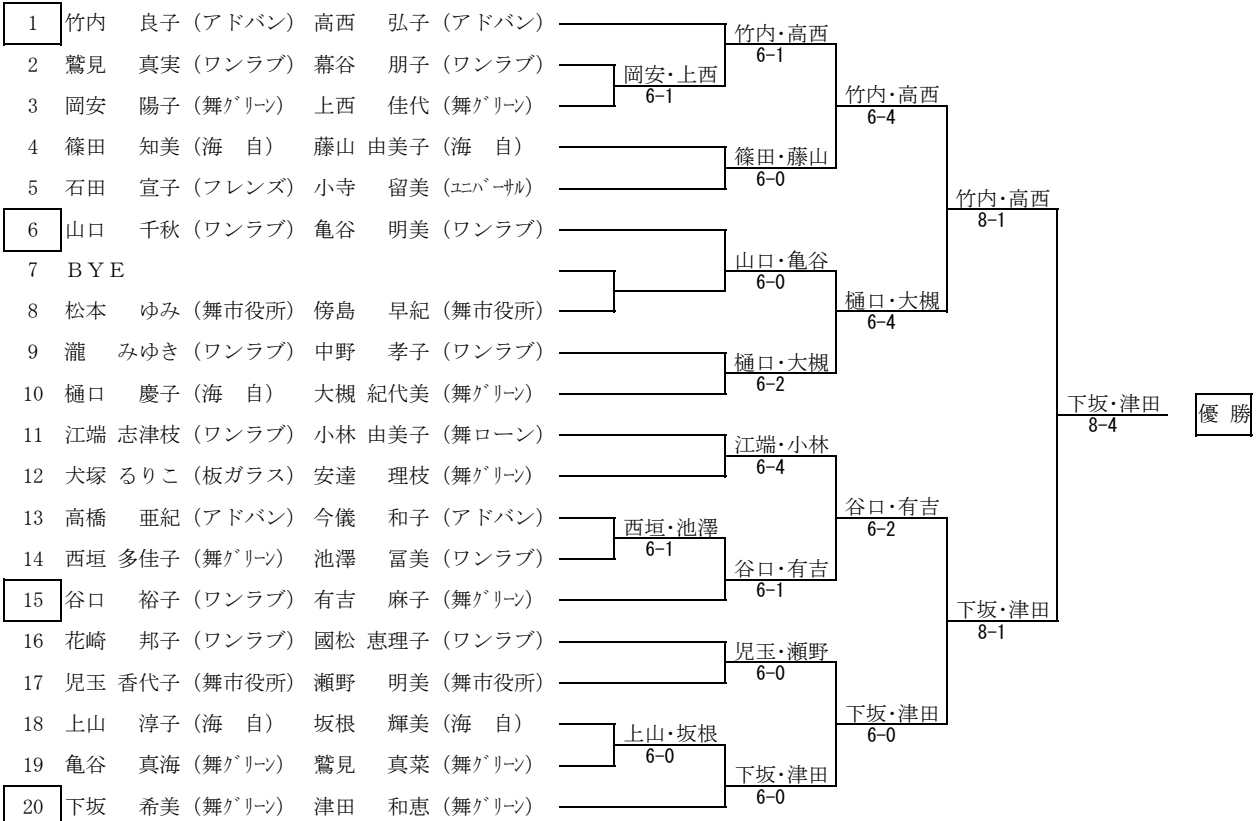 1 竹内 良子 (アドバン) 高西 弘子 (アドバン)
竹内・高西
6-1
2 鷲見 真実 (ワンラブ) 幕谷 朋子 (ワンラブ)
岡安・上西
6-1
3 岡安 陽子 (舞グリーン) 上西 佳代 (舞グリーン)
竹内・高西
6-4
4 篠田 知美 (海 自) 藤山 由美子 (海 自)
篠田・藤山
6-0
5 石田 宣子 (フレンズ) 小寺 留美 (ユニバーサル)
竹内・高西
8-1
6 山口 千秋 (ワンラブ) 亀谷 明美 (ワンラブ)
山口・亀谷
6-0
7 BYE
8 松本 ゆみ (舞市役所) 傍島 早紀 (舞市役所)
樋口・大槻
6-4
9 瀧 みゆき (ワンラブ) 中野 孝子 (ワンラブ)
樋口・大槻
6-2
10 樋口 慶子 (海 自) 大槻 紀代美 (舞グリーン)
下坂・津田
8-4
優 勝
11 江端 志津枝 (ワンラブ) 小林 由美子 (舞ローン)
江端・小林
6-4
12 犬塚 るりこ (板ガラス) 安達 理枝 (舞グリーン)
13 高橋 亜紀 (アドバン) 今儀 和子 (アドバン)
西垣・池澤
6-1
谷口・有吉
6-2
14 西垣 多佳子 (舞グリーン) 池澤 冨美 (ワンラブ)
谷口・有吉
6-1
15 谷口 裕子 (ワンラブ) 有吉 麻子 (舞グリーン)
下坂・津田
8-1
16 花崎 邦子 (ワンラブ) 國松 恵理子 (ワンラブ)
児玉・瀬野
6-0
17 児玉 香代子 (舞市役所) 瀬野 明美 (舞市役所)
18 上山 淳子 (海 自) 坂根 輝美 (海 自)
上山・坂根
6-0
下坂・津田
6-0
19 亀谷 真海 (舞グリーン) 鷲見 真菜 (舞グリーン)
下坂・津田
6-0
20 下坂 希美 (舞グリーン) 津田 和恵 (舞グリーン)